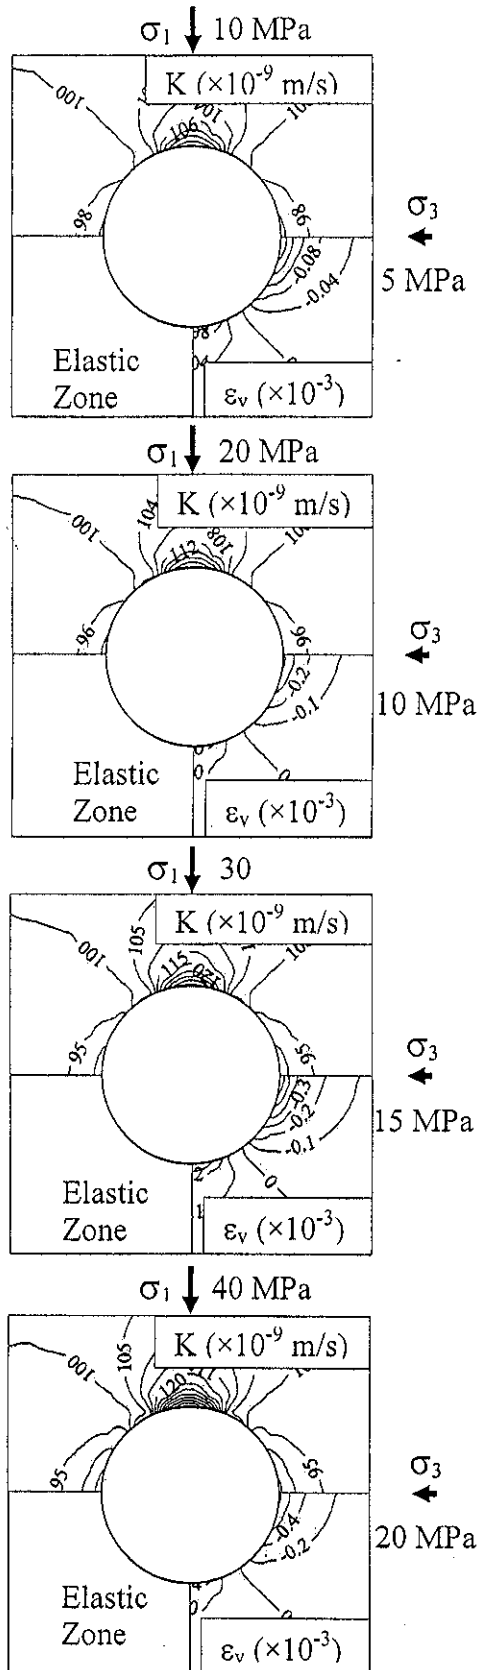 σ₁ 10 MPa
K (×10⁻⁹ m/s)
100
106
104
98
98
σ₃
5 MPa
-0.08
-0.04
Elastic
Zone
εᵥ (×10⁻³)
σ₁ 20 MPa
K (×10⁻⁹ m/s)
100
104
112
108
96
96
σ₃
10 MPa
-0.2
-0.1
0
0
Elastic
Zone
εᵥ (×10⁻³)
σ₁ 30
K (×10⁻⁹ m/s)
100
105
115
120
95
95
σ₃
15 MPa
-0.3
-0.2
-0.1
0
Elastic
Zone
εᵥ (×10⁻³)
σ₁ 40 MPa
K (×10⁻⁹ m/s)
100
105
120
95
95
σ₃
20 MPa
-0.4
-0.2
0
Elastic
Zone
εᵥ (×10⁻³)